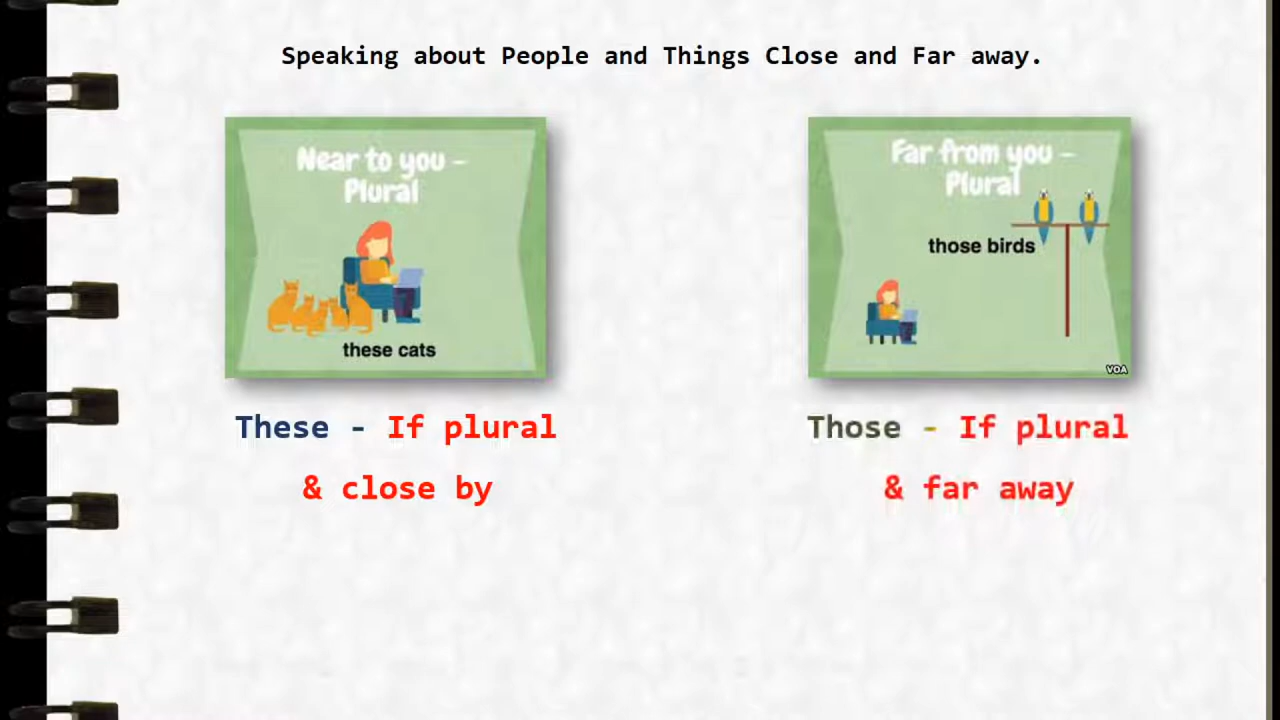 Speaking about People and Things Close and Far away.
Near to you –
Plural
these cats
Far from you –
Plural
those birds
VOA
These - If plural
& close by
Those - If plural
& far away